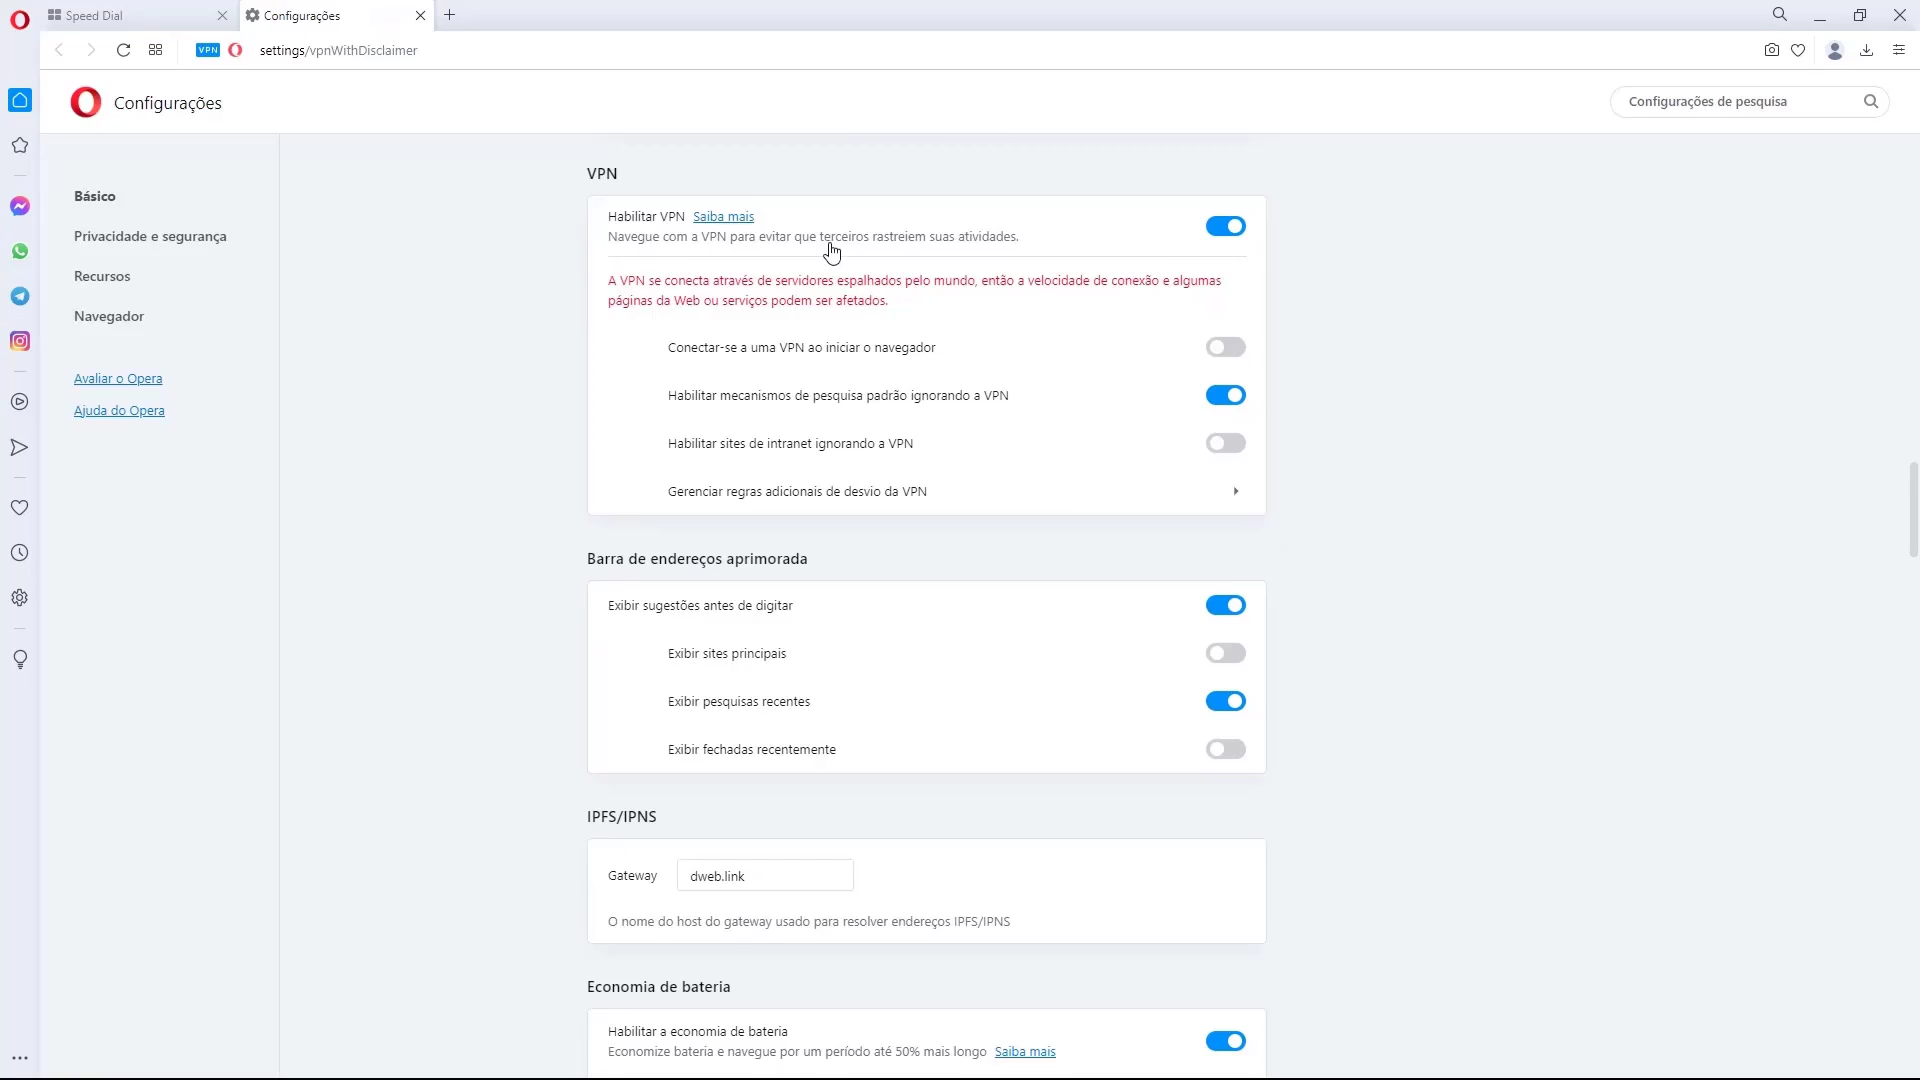 Speed Dial
Configurações
VPN
settings/vpnWithDisclaimer
Configurações
Configurações de pesquisa
Básico
Privacidade e segurança
Recursos
Navegador
Avaliar o Opera
Ajuda do Opera
VPN
Habilitar VPN Saiba mais
Navegue com a VPN para evitar que terceiros rastreiem suas atividades.
A VPN se conecta através de servidores espalhados pelo mundo, então a velocidade de conexão e algumas
páginas da Web ou serviços podem ser afetados.
Conectar-se a uma VPN ao iniciar o navegador
Habilitar mecanismos de pesquisa padrão ignorando a VPN
Habilitar sites de intranet ignorando a VPN
Gerenciar regras adicionais de desvio da VPN
Barra de endereços aprimorada
Exibir sugestões antes de digitar
Exibir sites principais
Exibir pesquisas recentes
Exibir fechadas recentemente
IPFS/IPNS
Gateway dweb.link
O nome do host do gateway usado para resolver endereços IPFS/IPNS
Economia de bateria
Habilitar a economia de bateria
Economize bateria e navegue por um período até 50% mais longo Saiba mais